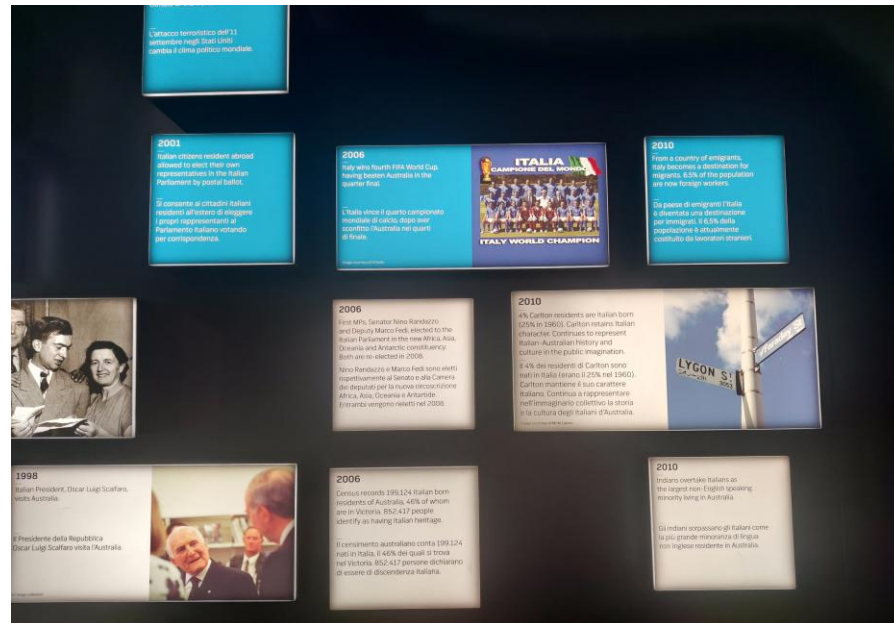 L'attacco terroristico dell'11
settembre negli Stati Uniti
cambia il clima politico mondiale.
2001
Italian citizens resident abroad
allowed to elect their own
representatives in the Italian
Parliament by postal ballot.
Si consente ai cittadini italiani
residenti all'estero di eleggere
i propri rappresentanti al
Parlamento italiano votando
per corrispondenza.
2006
Italy wins fourth FIFA World Cup,
having beaten Australia in the
quarter final.
L'Italia vince il quarto campionato
mondiale di calcio, dopo aver
sconfitto l'Australia nei quarti
di finale.
ITALIA
CAMPIONE DEL MONDO
ITALY WORLD CHAMPION
2010
From a country of emigrants,
Italy becomes a destination for
migrants. 6.5% of the population
are now foreign workers.
Da paese di emigranti l'Italia
è diventata una destinazione
per immigrati. Il 6,5% della
popolazione è attualmente
costituito da lavoratori stranieri.
2006
First MPs, Senator Nino Randazzo
and Deputy Marco Fedi, elected to the
Italian Parliament in the new Africa, Asia,
Oceania and Antarctic constituency.
Both are re-elected in 2008.
Nino Randazzo e Marco Fedi sono eletti
rispettivamente al Senato e alla Camera
dei deputati per la nuova circoscrizione
Africa, Asia, Oceania e Antartide.
Entrambi vengono rieletti nel 2008.
2010
4% Carlton residents are Italian born
(25% in 1960). Carlton retains Italian
character. Continues to represent
Italian-Australian history and
culture in the public imagination.
Il 4% dei residenti di Carlton sono
nati in Italia (erano il 25% nel 1960).
Carlton mantiene il suo carattere
italiano. Continua a rappresentare
nell'immaginario collettivo la storia
e la cultura degli italiani d'Australia.
LYGON ST
1998
Italian President, Oscar Luigi Scalfaro,
visits Australia.
Il Presidente della Repubblica
Oscar Luigi Scalfaro visita l'Australia.
2006
Census records 199,124 Italian born
residents of Australia, 46% of whom
are in Victoria. 852,417 people
identify as having Italian heritage.
Il censimento australiano conta 199.124
nati in Italia, il 46% dei quali si trova
nel Victoria. 852.417 persone dichiarano
di essere di discendenza italiana.
2010
Indians overtake Italians as
the largest non-English speaking
minority living in Australia
Gli indiani sorpassano gli italiani come
la più grande minoranza di lingua
non inglese residente in Australia.